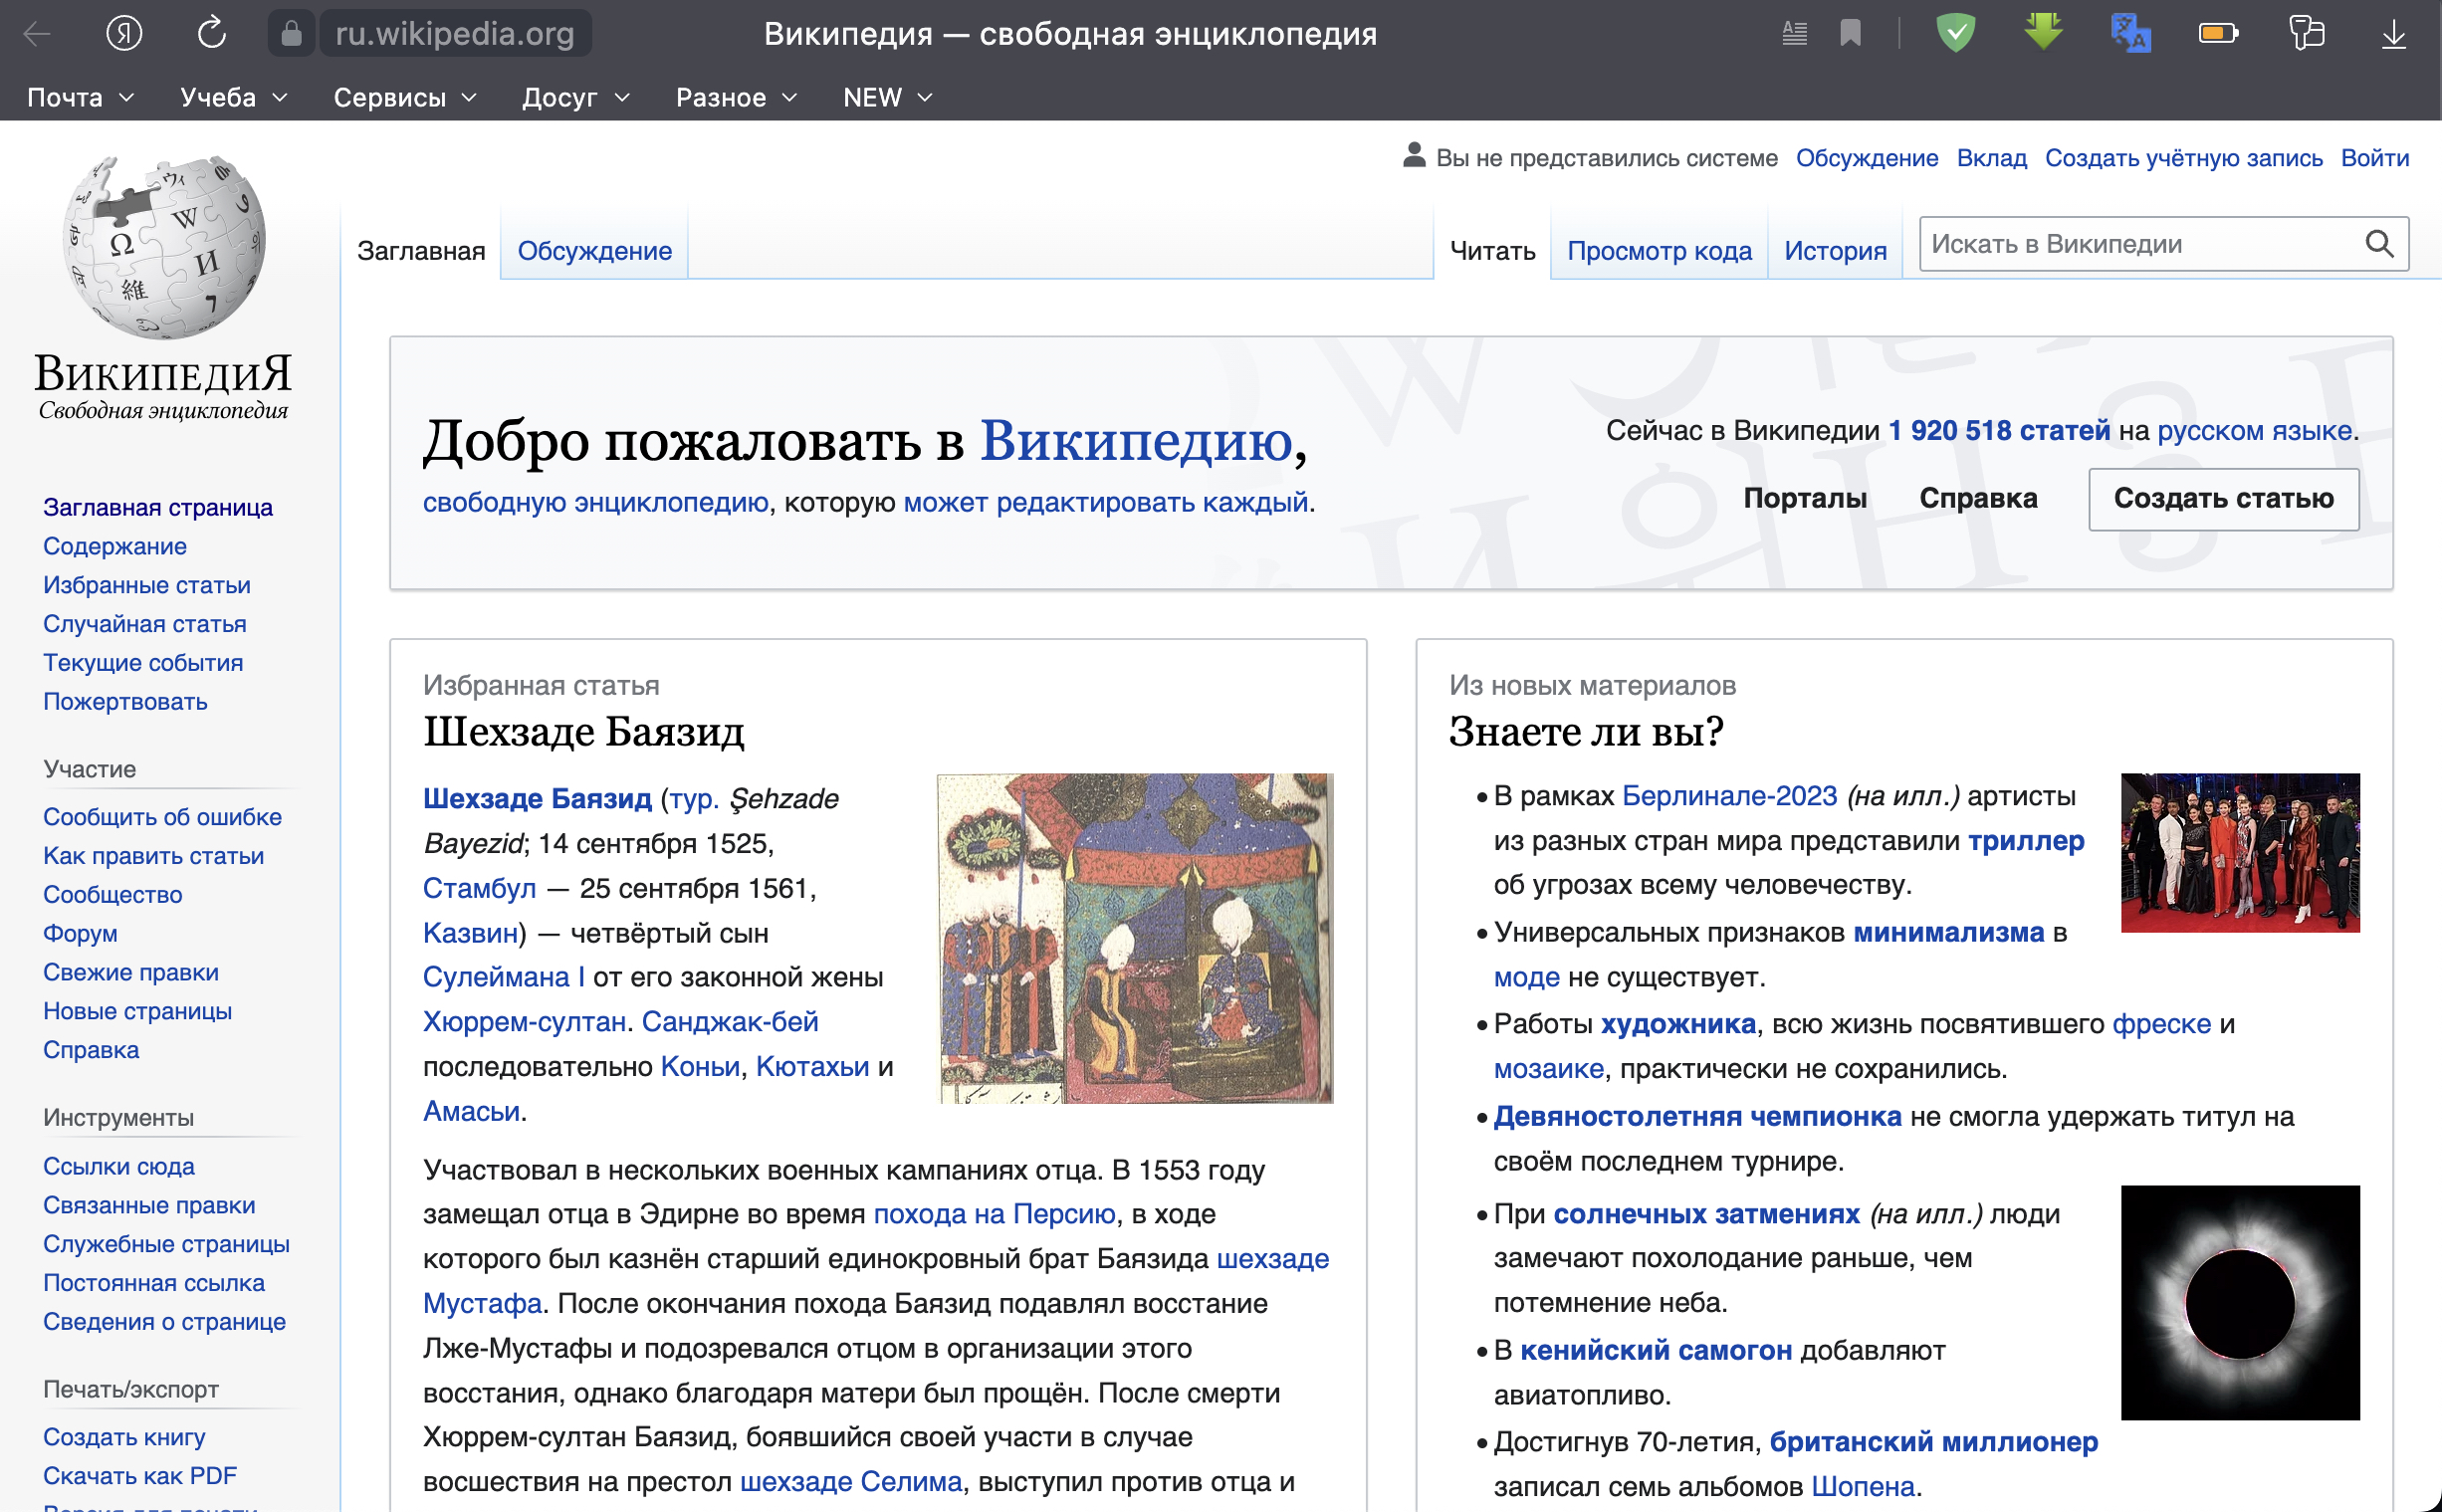 ru.wikipedia.org
Википедия — свободная энциклопедия
Почта
Учеба
Сервисы
Досуг
Разное
NEW
Вы не представились системе
Обсуждение
Вклад
Создать учётную запись
Войти
Заглавная
Обсуждение
Читать
Просмотр кода
История
Искать в Википедии
ВикипедиЯ
Свободная энциклопедия
Заглавная страница
Содержание
Избранные статьи
Случайная статья
Текущие события
Пожертвовать
Участие
Сообщить об ошибке
Как править статьи
Сообщество
Форум
Свежие правки
Новые страницы
Справка
Инструменты
Ссылки сюда
Связанные правки
Служебные страницы
Постоянная ссылка
Сведения о странице
Печать/экспорт
Создать книгу
Скачать как PDF
Добро пожаловать в Википедию,
свободную энциклопедию, которую может редактировать каждый.
Сейчас в Википедии 1 920 518 статей на русском языке.
Порталы
Справка
Создать статью
Избранная статья
Шехзаде Баязид
Шехзаде Баязид (тур. Şehzade
Bayezid; 14 сентября 1525,
Стамбул — 25 сентября 1561,
Казвин) — четвёртый сын
Сулеймана I от его законной жены
Хюррем-султан. Санджак-бей
последовательно Коньи, Кютахьи и
Амасьи.
Участвовал в нескольких военных кампаниях отца. В 1553 году
замещал отца в Эдирне во время похода на Персию, в ходе
которого был казнён старший единокровный брат Баязида шехзаде
Мустафа. После окончания похода Баязид подавлял восстание
Лже-Мустафы и подозревался отцом в организации этого
восстания, однако благодаря матери был прощён. После смерти
Хюррем-султан Баязид, боявшийся своей участи в случае
восшествия на престол шехзаде Селима, выступил против отца и
Из новых материалов
Знаете ли вы?
В рамках Берлинале-2023 (на илл.) артисты
из разных стран мира представили триллер
об угрозах всему человечеству.
Универсальных признаков минимализма в
моде не существует.
Работы художника, всю жизнь посвятившего фреске и
мозаике, практически не сохранились.
Девяностолетняя чемпионка не смогла удержать титул на
своём последнем турнире.
При солнечных затмениях (на илл.) люди
замечают похолодание раньше, чем
потемнение неба.
В кенийский самогон добавляют
авиатопливо.
Достигнув 70-летия, британский миллионер
записал семь альбомов Шопена.